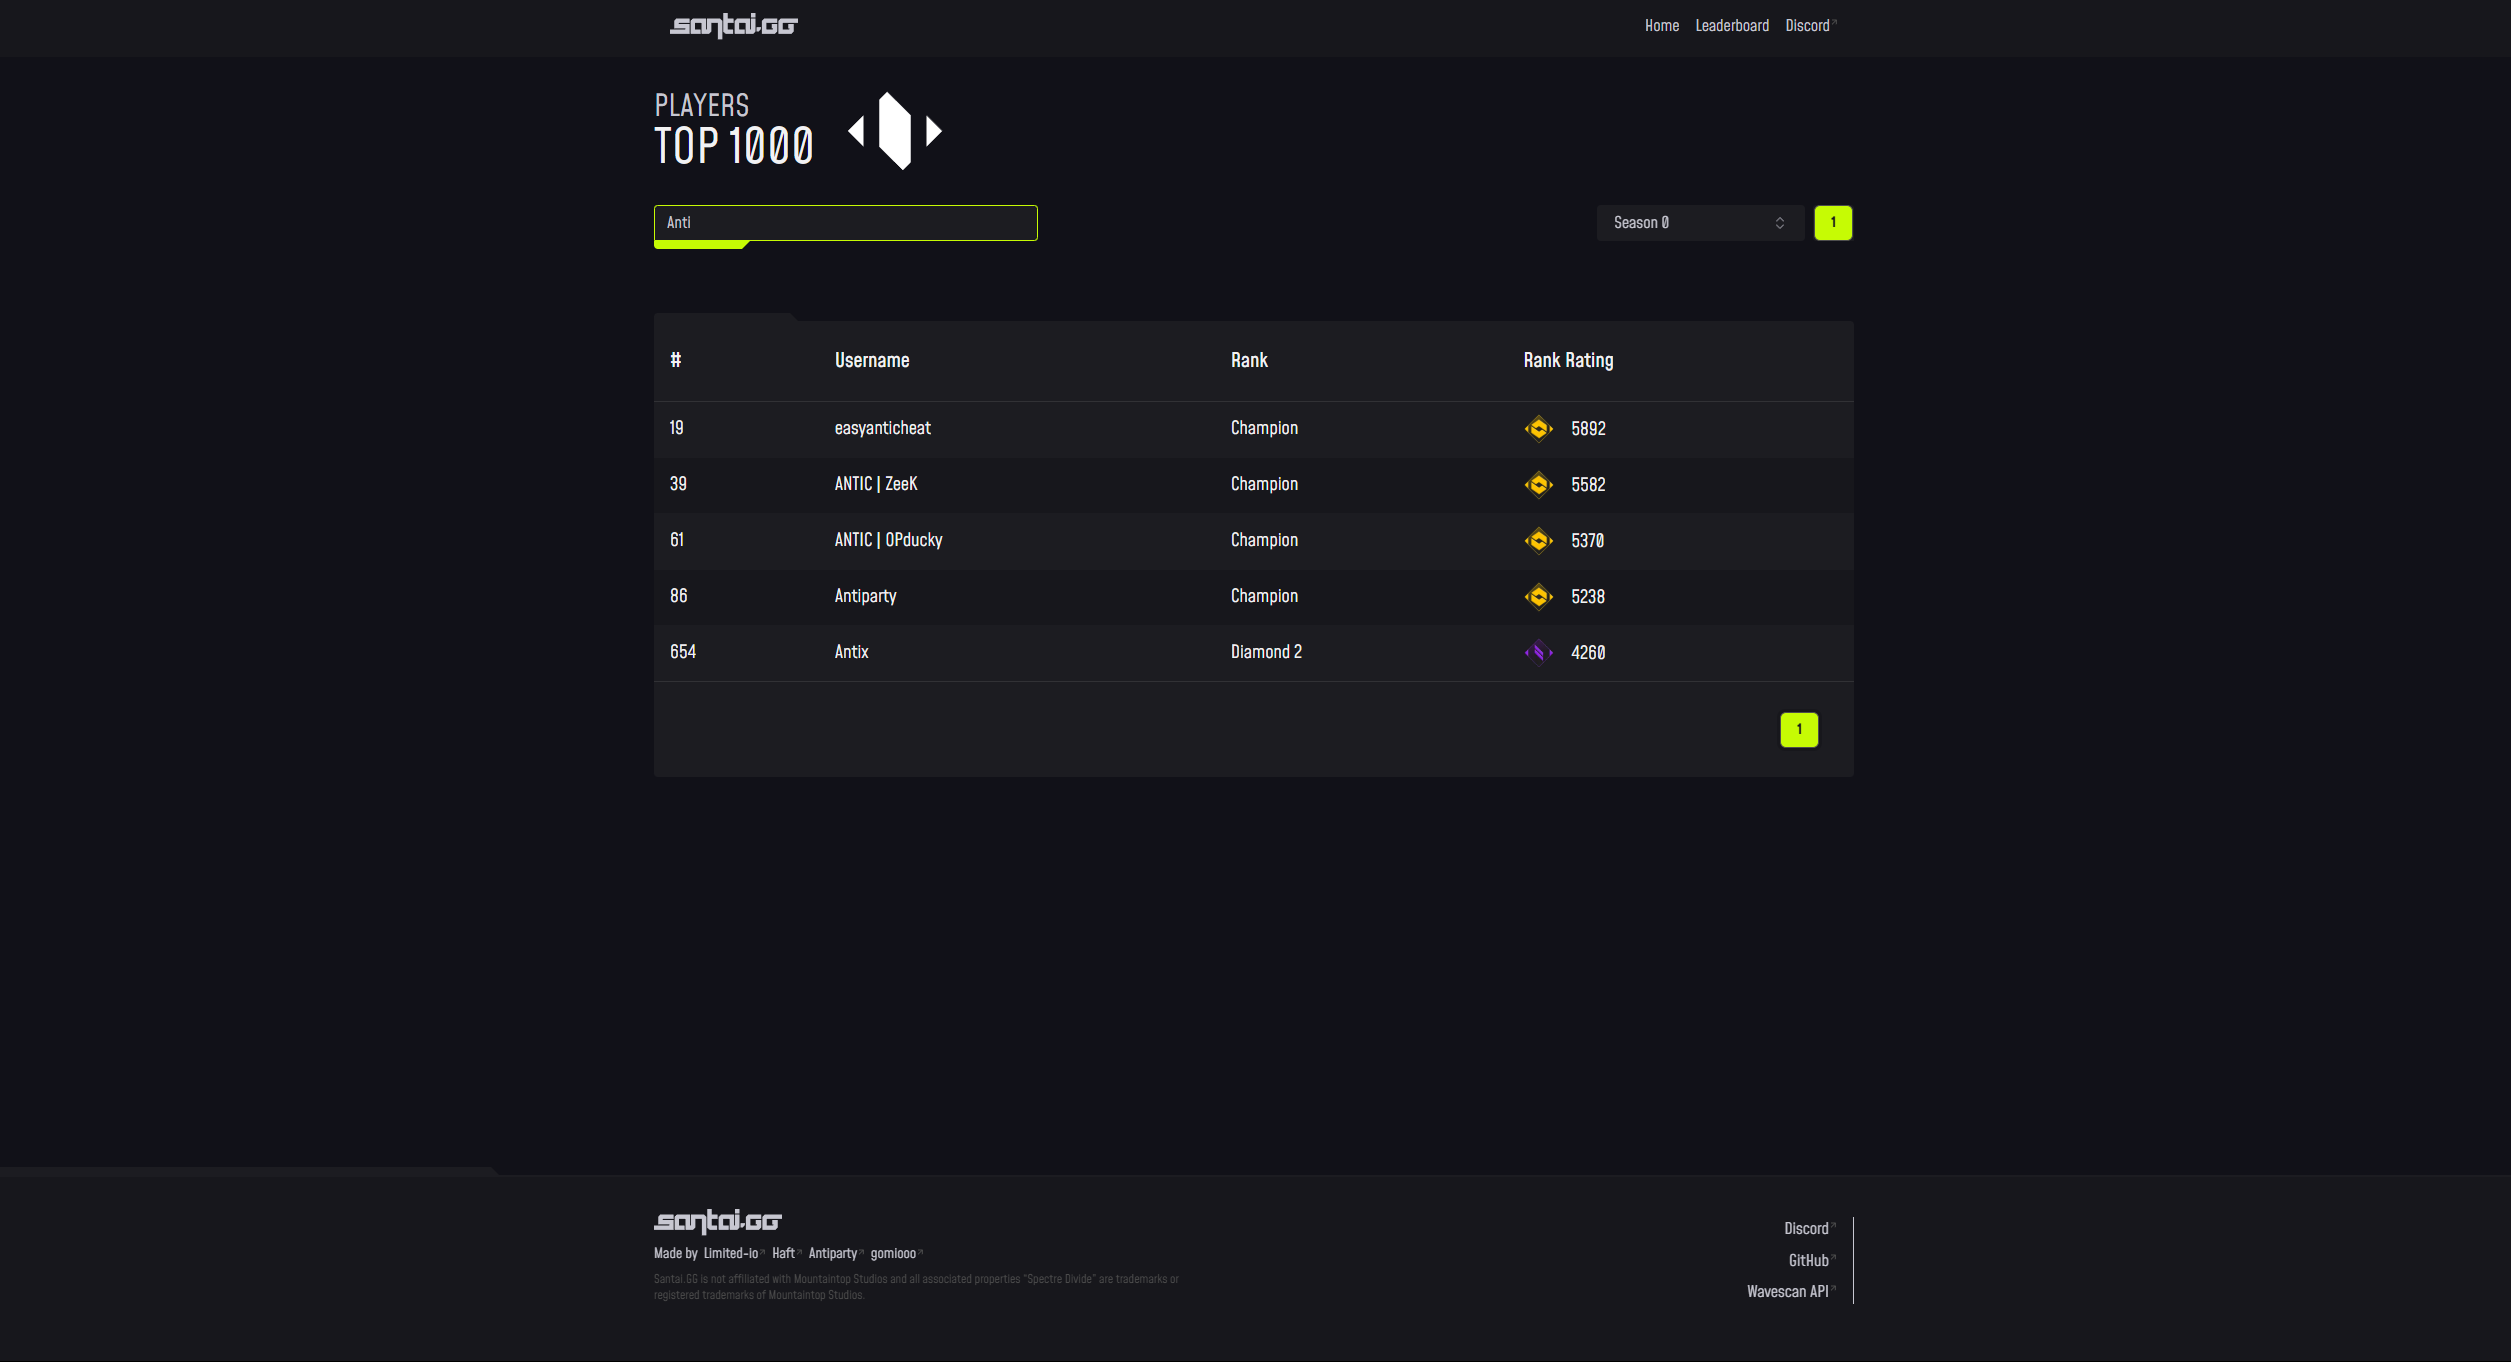 santai.GG
Home Leaderboard Discord
PLAYERS
TOP 1000
Anti
Season 0
1
# Username Rank Rank Rating
19 easyanticheat Champion 5892
39 ANTIC | ZeeK Champion 5582
61 ANTIC | OPducky Champion 5370
86 Antiparty Champion 5238
654 Antix Diamond 2 4260
1
santai.GG
Made by Limited-io Haft Antiparty gomiooo
Santai.GG is not affiliated with Mountaintop Studios and all associated properties "Spectre Divide" are trademarks or
registered trademarks of Mountaintop Studios.
Discord
GitHub
Wavescan API